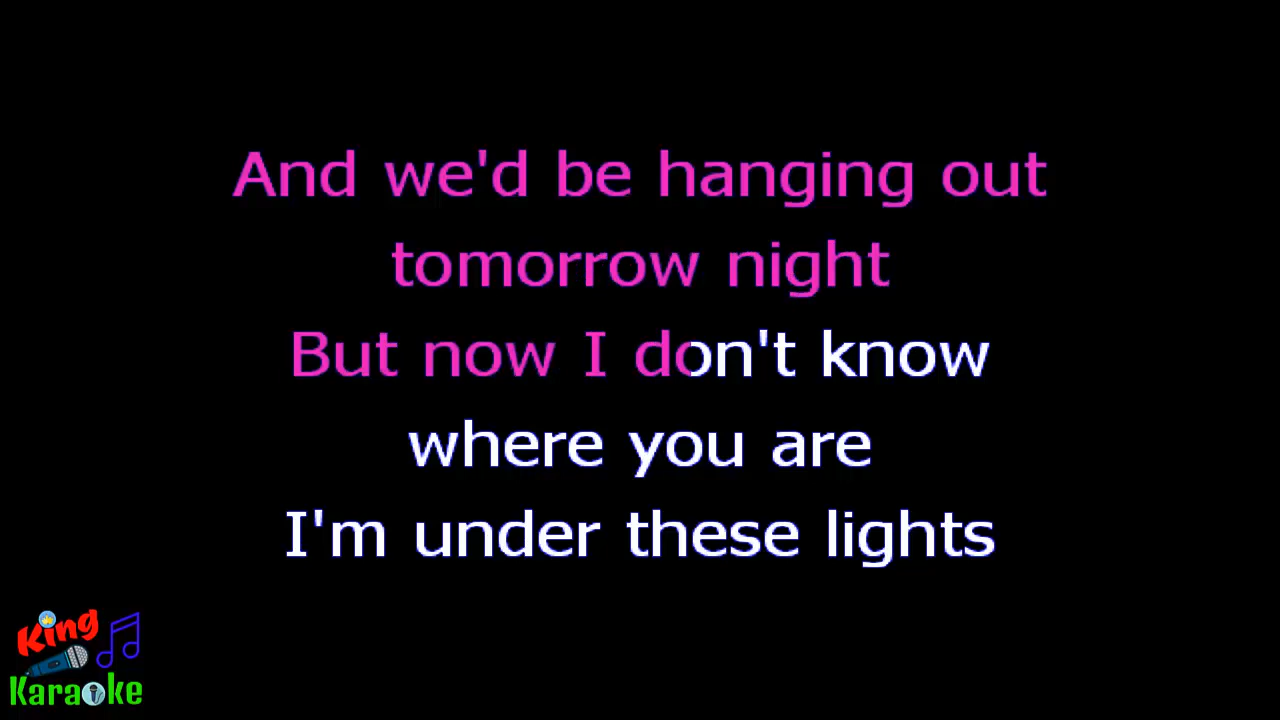 And we'd be hanging out
tomorrow night
But now I don't know
where you are
I'm under these lights
King
Karaoke